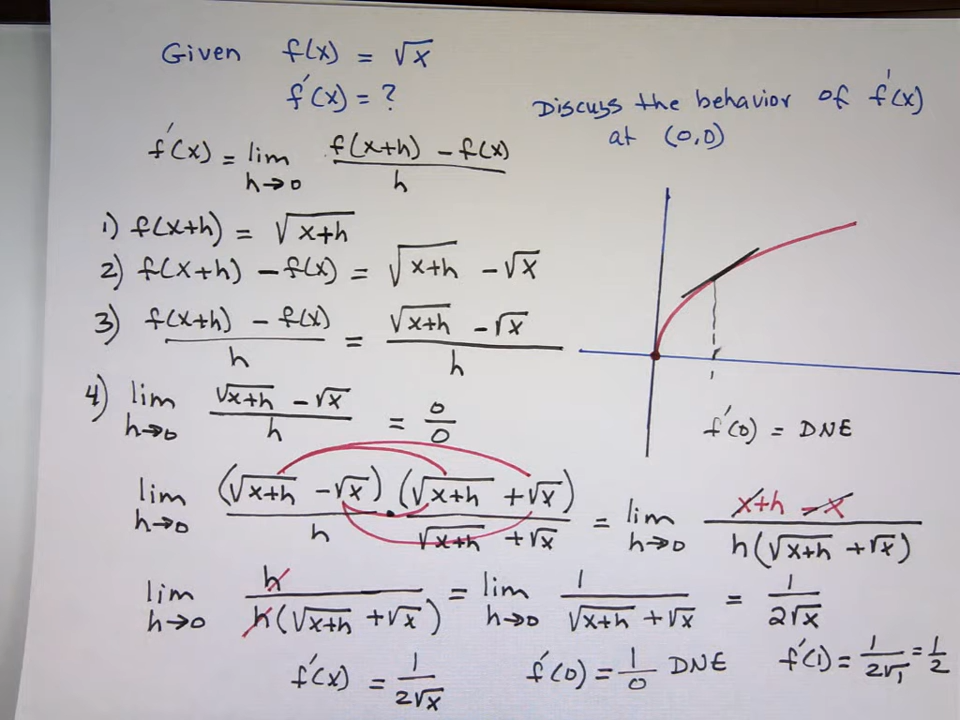 Given f(x) = √x
f'(x) = ?
Discuss the behavior of f'(x)
at (0,0)
f'(x) = lim h→0 (f(x+h) - f(x))/h
1) f(x+h) = √(x+h)
2) f(x+h) - f(x) = √(x+h) - √x
3) (f(x+h) - f(x))/h = (√(x+h) - √x)/h
4) lim h→0 (√(x+h) - √x)/h = 0/0
f'(0) = DNE
lim h→0 (√(x+h) - √x)/h · (√(x+h) + √x)/(√(x+h) + √x) = lim h→0 (x+h - x)/(h(√(x+h) + √x))
lim h→0 h/(h(√(x+h) + √x)) = lim h→0 1/(√(x+h) + √x) = 1/(2√x)
f'(x) = 1/(2√x) f'(0) = 1/0 DNE f'(1) = 1/(2√1) = 1/2